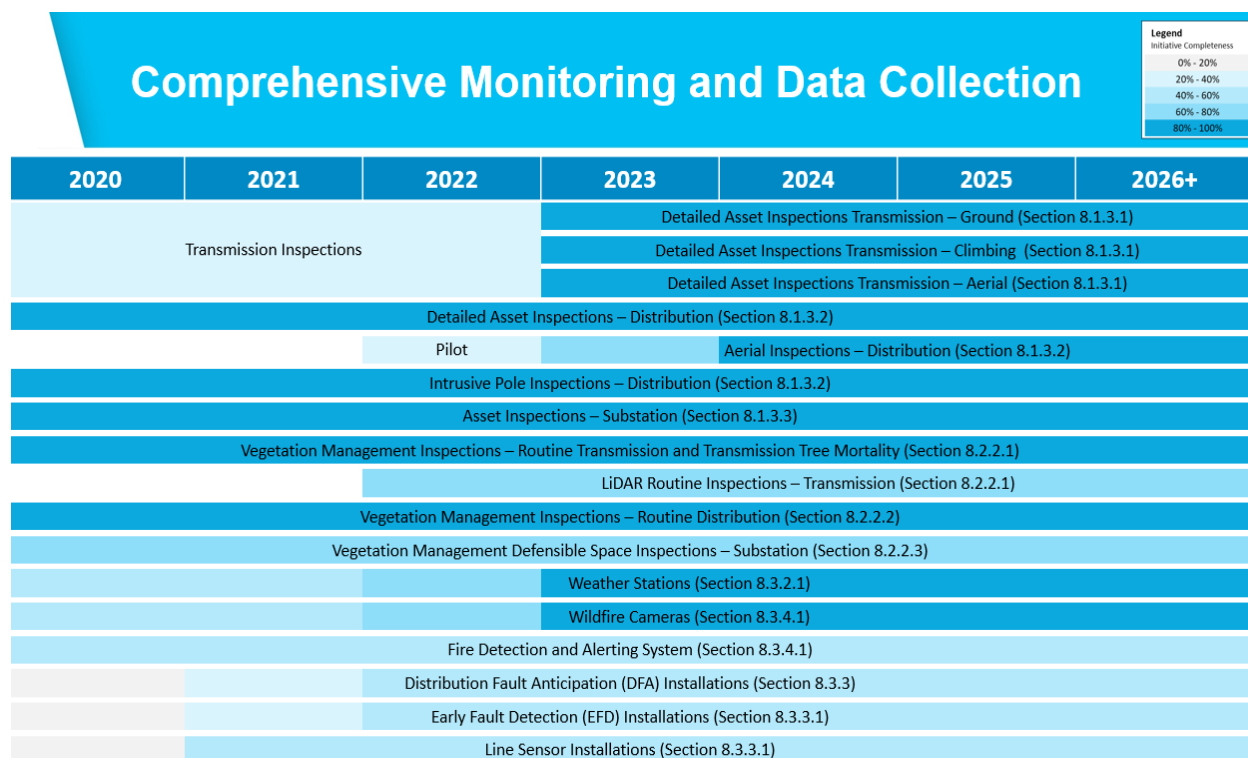 Comprehensive Monitoring and Data Collection
Legend
Initiative Completeness
0% - 20%
20% - 40%
40% - 60%
60% - 80%
80% - 100%
2020 2021 2022 2023 2024 2025 2026+
Transmission Inspections
Detailed Asset Inspections Transmission – Ground (Section 8.1.3.1)
Detailed Asset Inspections Transmission – Climbing (Section 8.1.3.1)
Detailed Asset Inspections Transmission – Aerial (Section 8.1.3.1)
Detailed Asset Inspections – Distribution (Section 8.1.3.2)
Pilot Aerial Inspections – Distribution (Section 8.1.3.2)
Intrusive Pole Inspections – Distribution (Section 8.1.3.2)
Asset Inspections – Substation (Section 8.1.3.3)
Vegetation Management Inspections – Routine Transmission and Transmission Tree Mortality (Section 8.2.2.1)
LiDAR Routine Inspections – Transmission (Section 8.2.2.1)
Vegetation Management Inspections – Routine Distribution (Section 8.2.2.2)
Vegetation Management Defensible Space Inspections – Substation (Section 8.2.2.3)
Weather Stations (Section 8.3.2.1)
Wildfire Cameras (Section 8.3.4.1)
Fire Detection and Alerting System (Section 8.3.4.1)
Distribution Fault Anticipation (DFA) Installations (Section 8.3.3)
Early Fault Detection (EFD) Installations (Section 8.3.3.1)
Line Sensor Installations (Section 8.3.3.1)